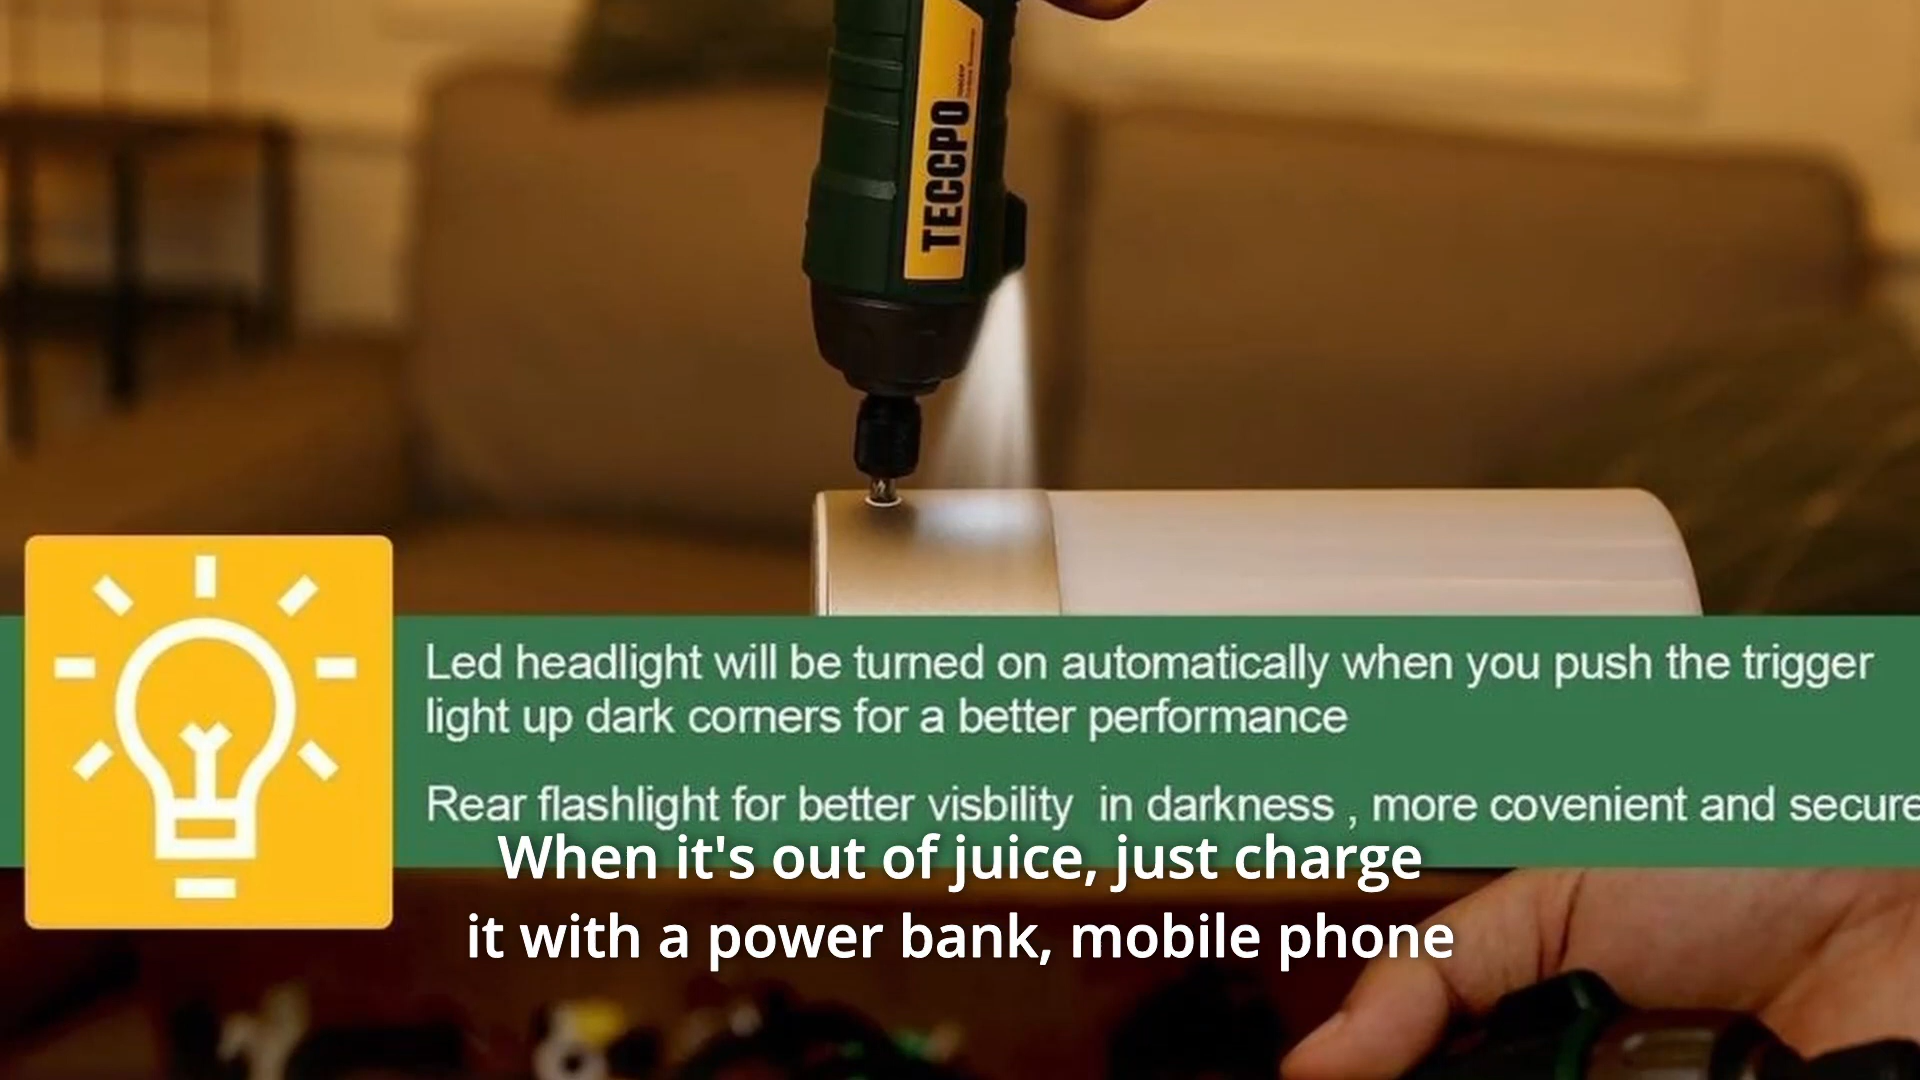 TECCPO
Led headlight will be turned on automatically when you push the trigger
light up dark corners for a better performance
Rear flashlight for better visbility in darkness , more covenient and secure
When it's out of juice, just charge
it with a power bank, mobile phone